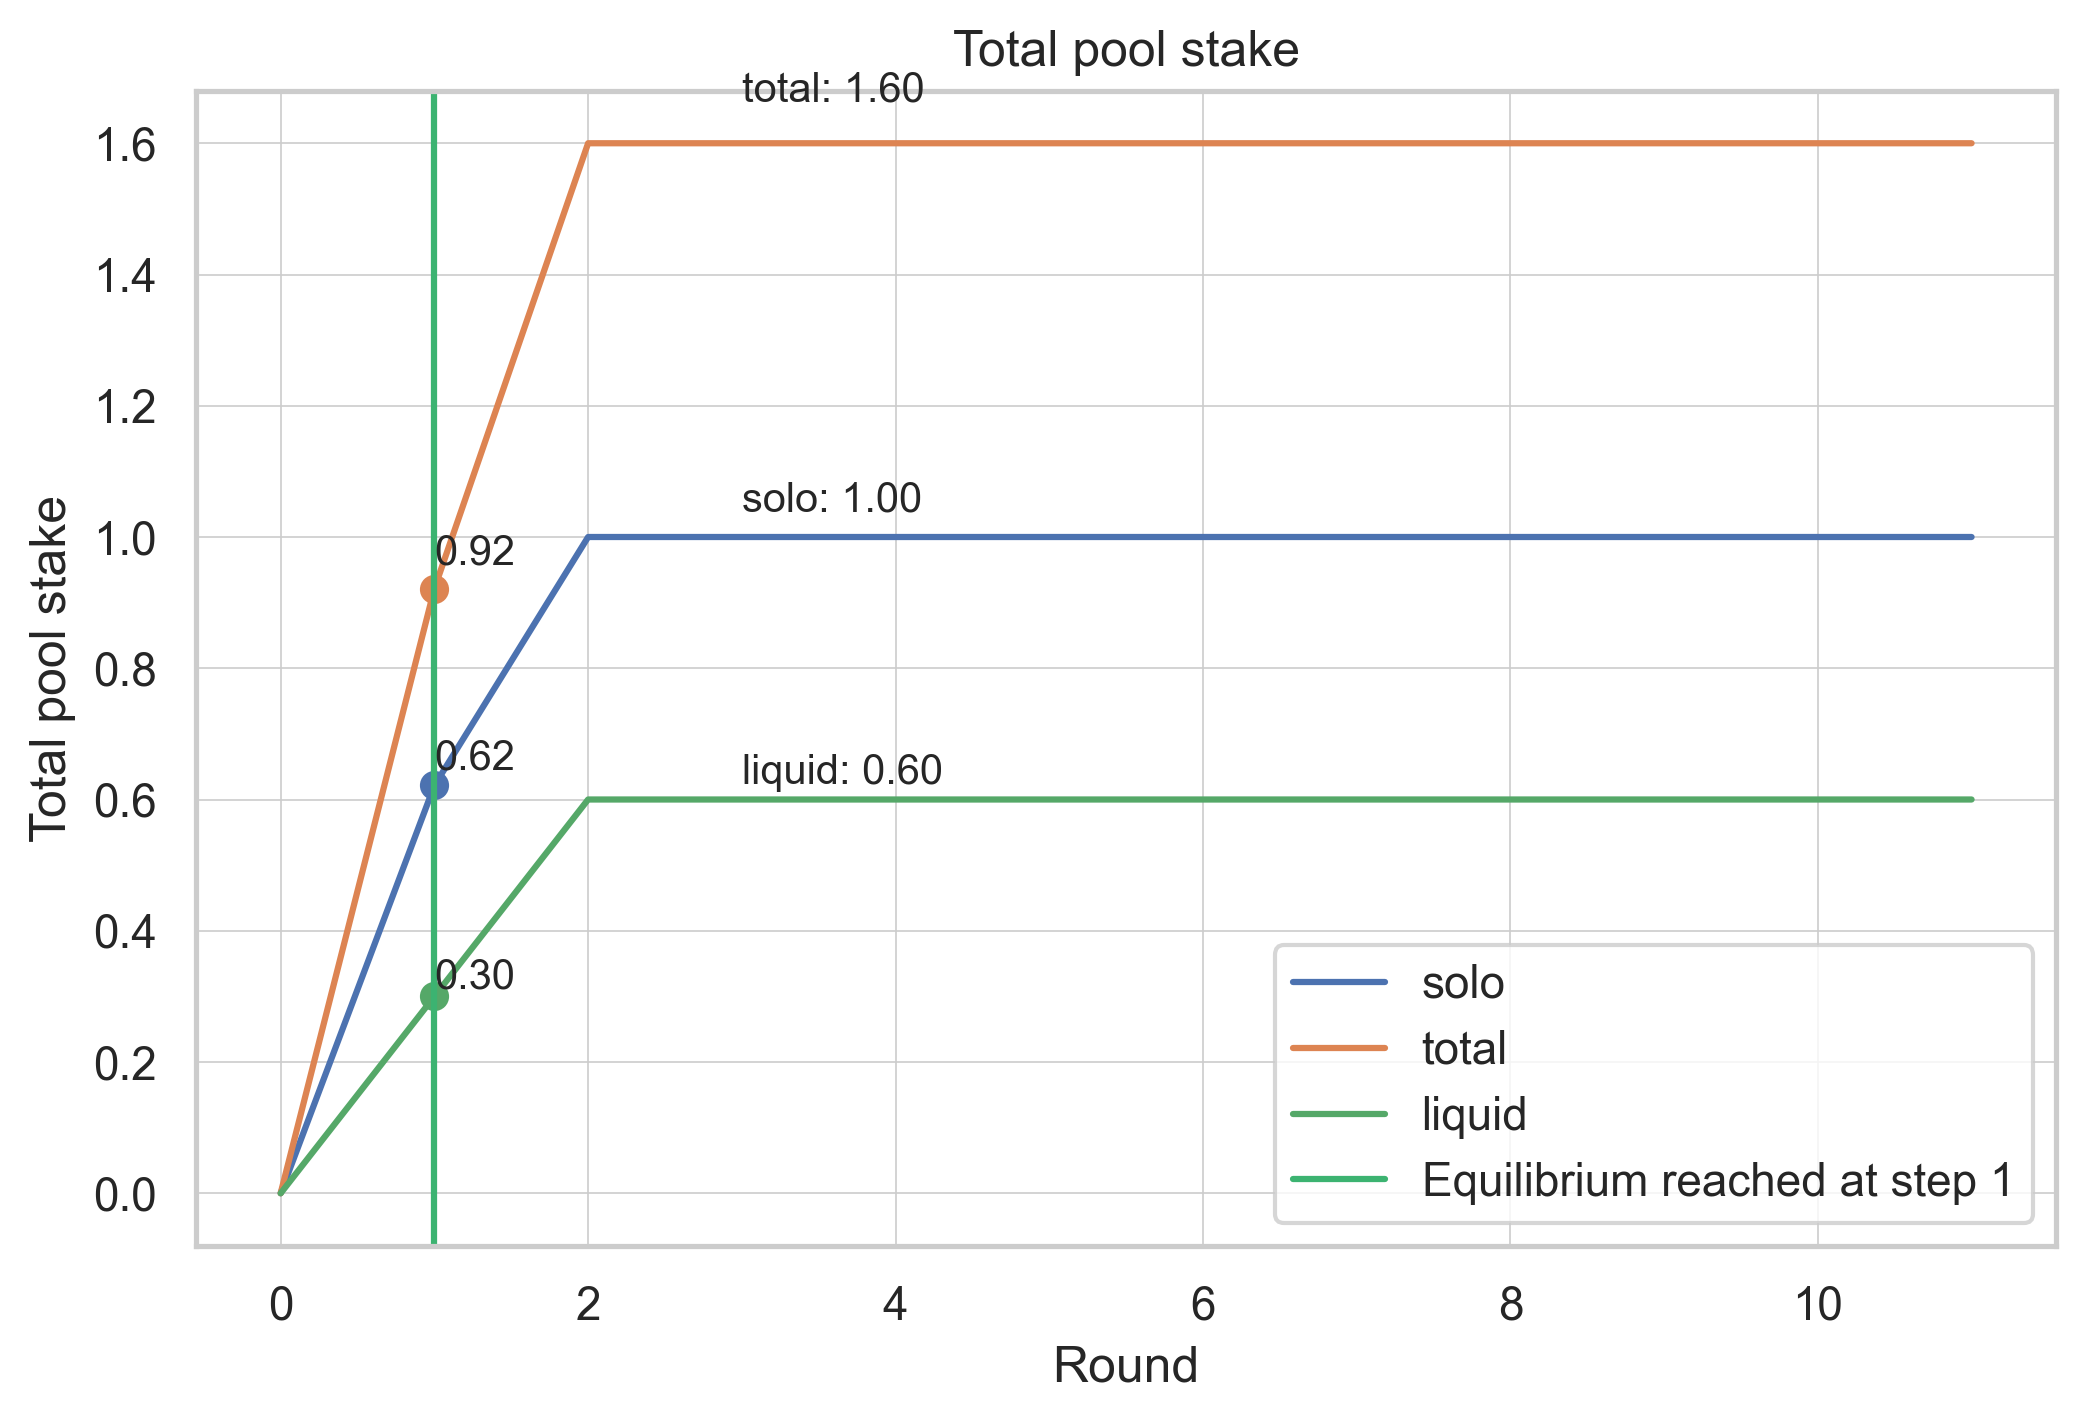 Total pool stake
total: 1.60
1.6
1.4
1.2
solo: 1.00
1.0
0.92
0.8
0.62
liquid: 0.60
0.6
0.4
0.30
0.2
0.0
Total pool stake
solo
total
liquid
Equilibrium reached at step 1
0 2 4 6 8 10
Round